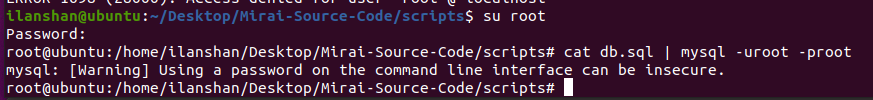 ERROR 1698 (28000): Access denied for user 'root'@'localhost'
ilanshan@ubuntu:~/Desktop/Mirai-Source-Code/scripts$ su root
Password:
root@ubuntu:/home/ilanshan/Desktop/Mirai-Source-Code/scripts# cat db.sql | mysql -uroot -proot
mysql: [Warning] Using a password on the command line interface can be insecure.
root@ubuntu:/home/ilanshan/Desktop/Mirai-Source-Code/scripts#